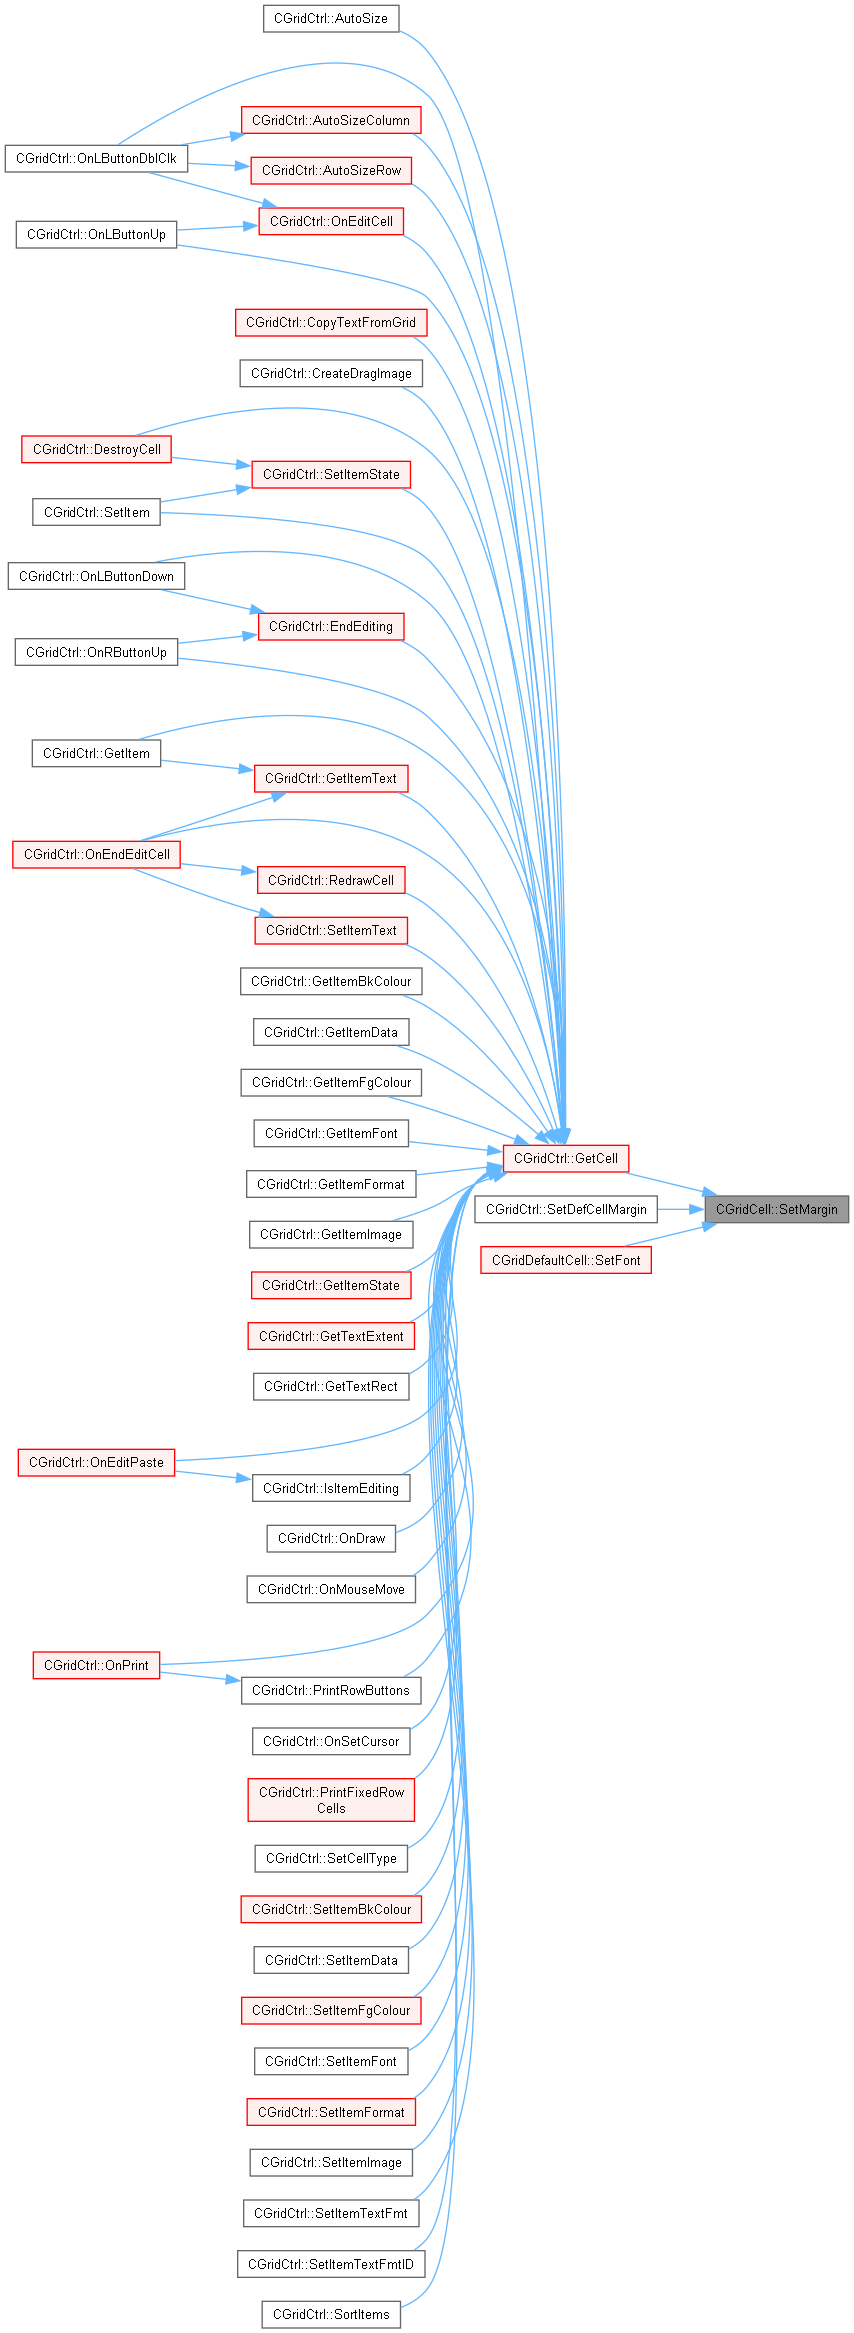 CGridCtrl::AutoSize
CGridCtrl::AutoSizeColumn
CGridCtrl::OnLButtonDblClk
CGridCtrl::AutoSizeRow
CGridCtrl::OnEditCell
CGridCtrl::OnLButtonUp
CGridCtrl::CopyTextFromGrid
CGridCtrl::CreateDragImage
CGridCtrl::DestroyCell
CGridCtrl::SetItemState
CGridCtrl::SetItem
CGridCtrl::OnLButtonDown
CGridCtrl::EndEditing
CGridCtrl::OnRButtonUp
CGridCtrl::GetItem
CGridCtrl::GetItemText
CGridCtrl::OnEndEditCell
CGridCtrl::RedrawCell
CGridCtrl::SetItemText
CGridCtrl::GetItemBkColour
CGridCtrl::GetItemData
CGridCtrl::GetItemFgColour
CGridCtrl::GetItemFont
CGridCtrl::GetCell
CGridCtrl::GetItemFormat
CGridCtrl::SetDefCellMargin
CGridCell::SetMargin
CGridCtrl::GetItemImage
CGridDefaultCell::SetFont
CGridCtrl::GetItemState
CGridCtrl::GetTextExtent
CGridCtrl::GetTextRect
CGridCtrl::OnEditPaste
CGridCtrl::IsItemEditing
CGridCtrl::OnDraw
CGridCtrl::OnMouseMove
CGridCtrl::OnPrint
CGridCtrl::PrintRowButtons
CGridCtrl::OnSetCursor
CGridCtrl::PrintFixedRow
Cells
CGridCtrl::SetCellType
CGridCtrl::SetItemBkColour
CGridCtrl::SetItemData
CGridCtrl::SetItemFgColour
CGridCtrl::SetItemFont
CGridCtrl::SetItemFormat
CGridCtrl::SetItemImage
CGridCtrl::SetItemTextFmt
CGridCtrl::SetItemTextFmtID
CGridCtrl::SortItems